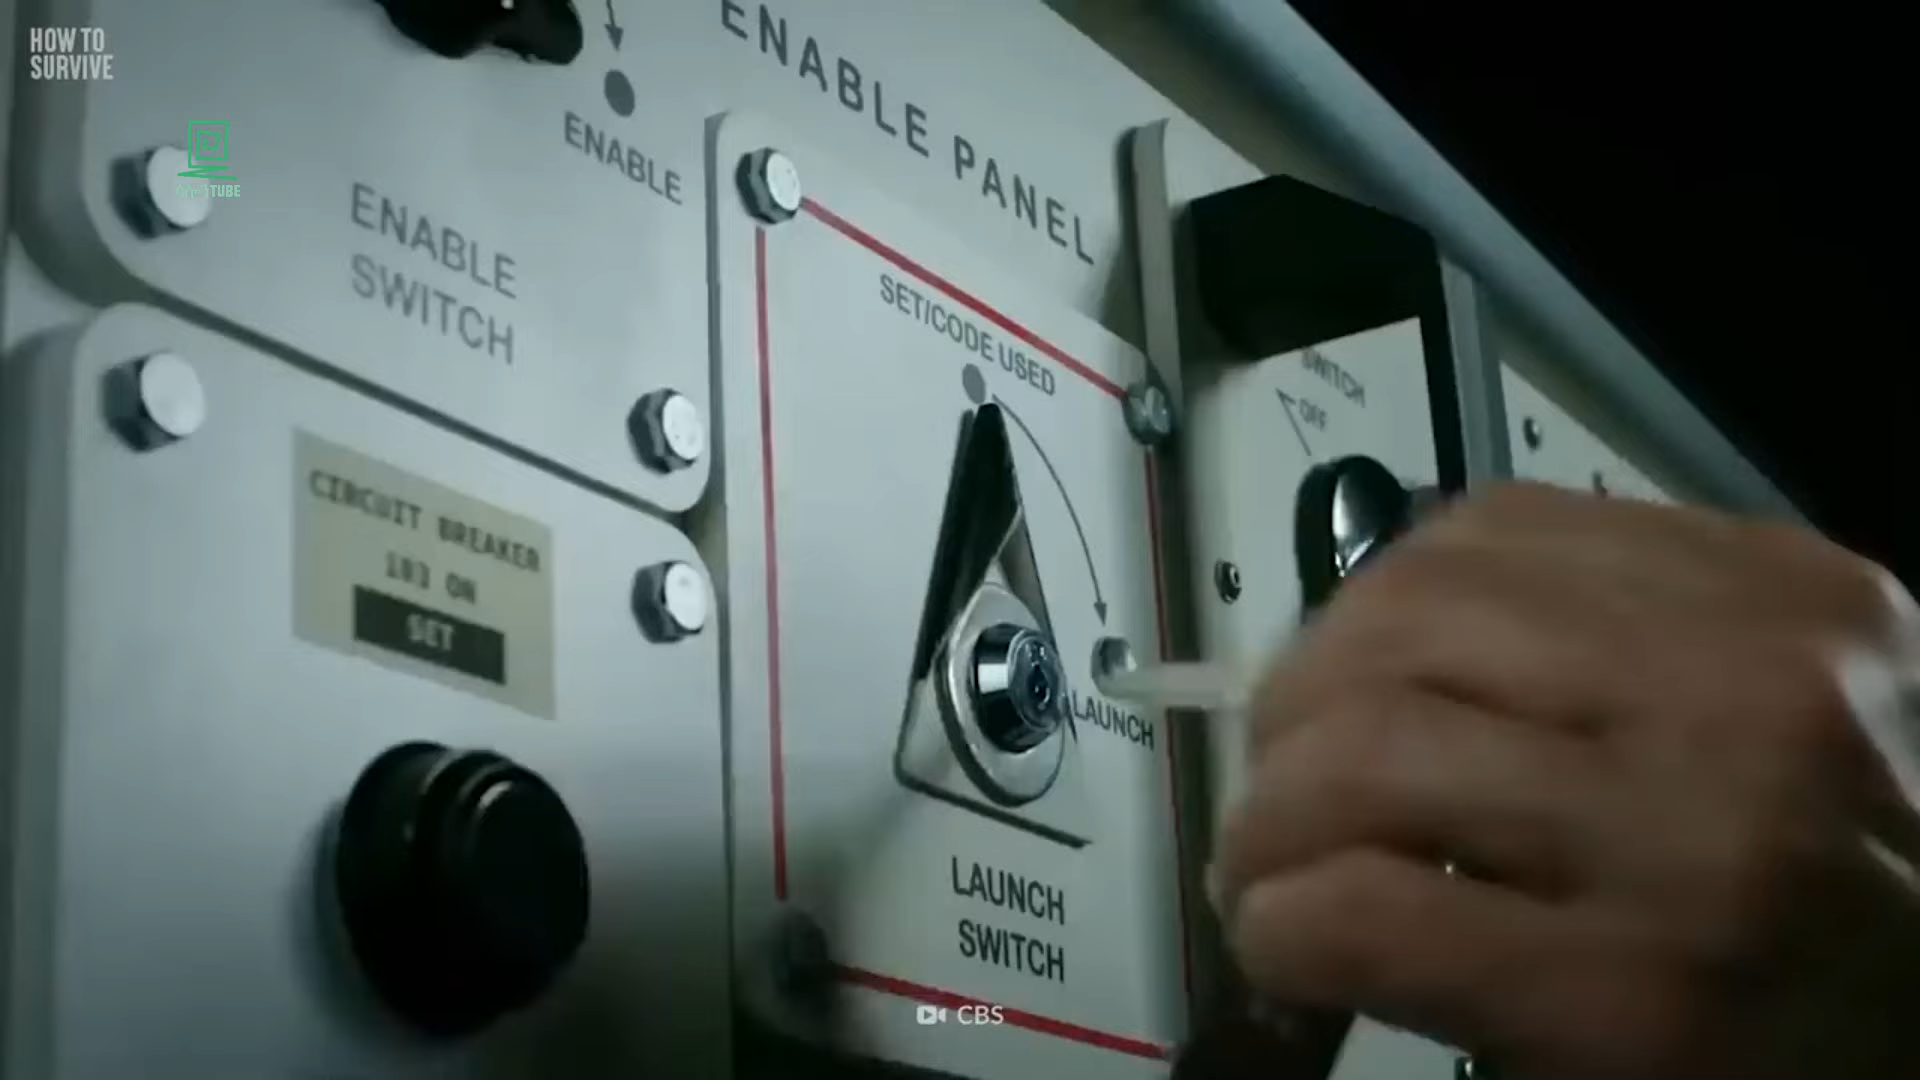 HOW TO
SURVIVE
ENABLE PANEL
ENABLE
ENABLE
SWITCH
SET/CODE USED
SWITCH
OFF
CIRCUIT BREAKER
103 ON
SET
LAUNCH
LAUNCH
SWITCH
CBS